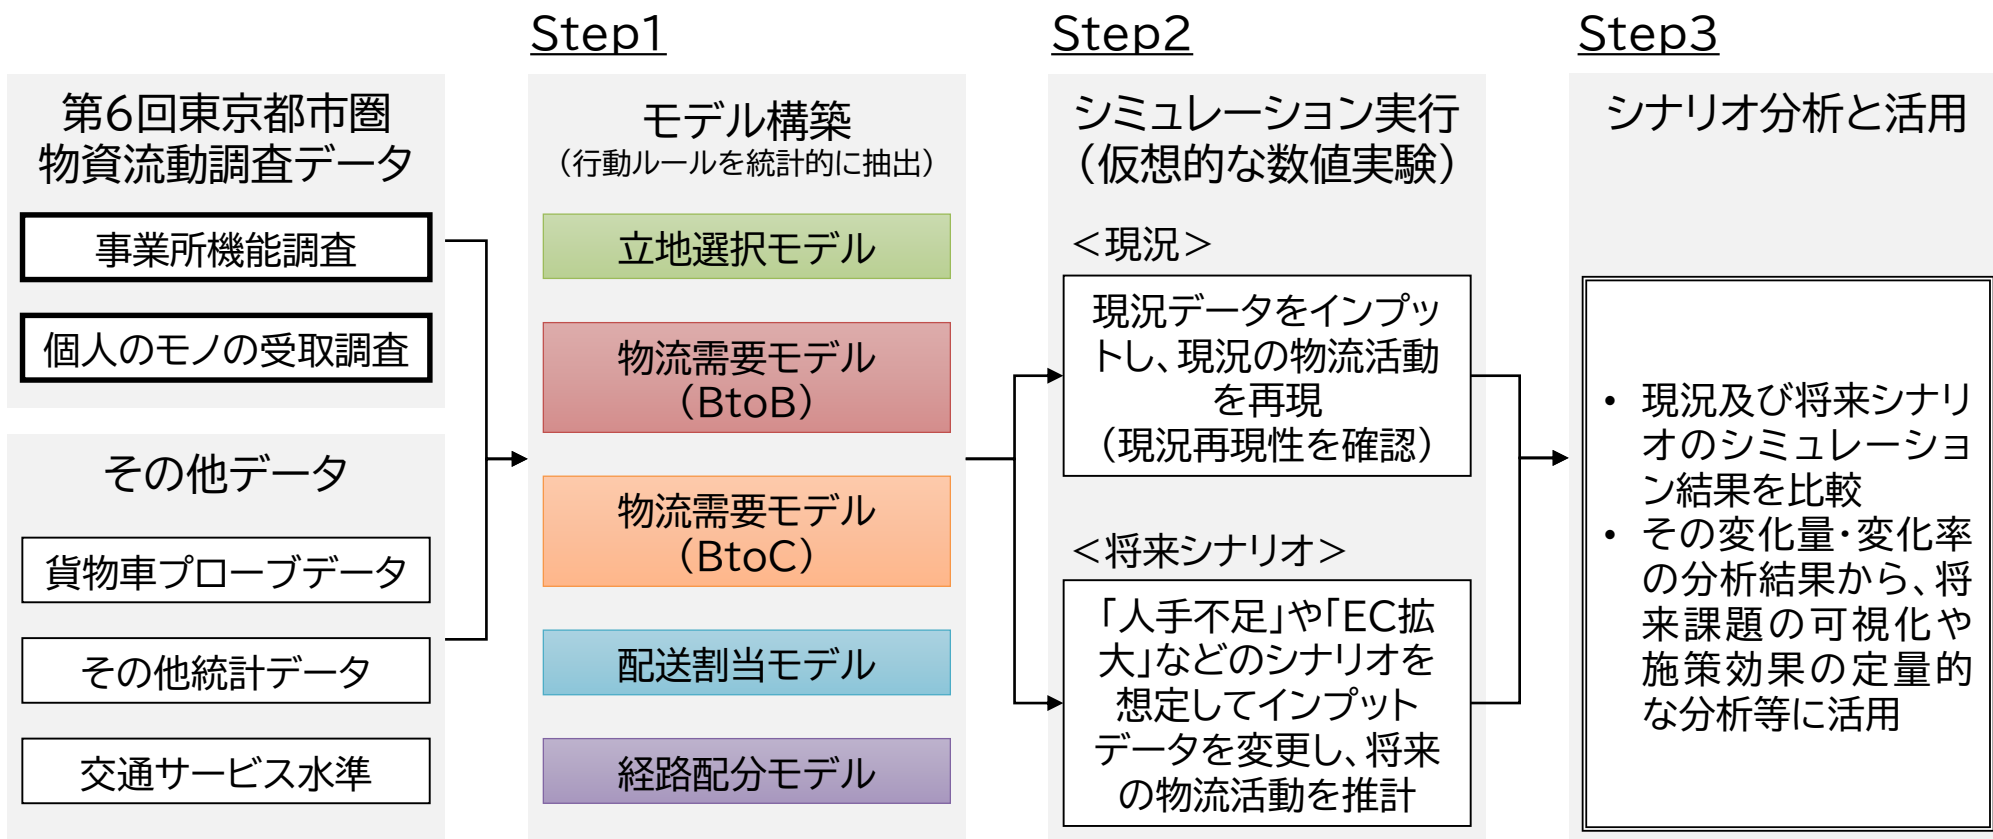 第6回東京都市圏
物資流動調査データ
事業所機能調査
個人のモノの受取調査
その他データ
貨物車プローブデータ
その他統計データ
交通サービス水準
Step1
モデル構築
（行動ルールを統計的に抽出）
立地選択モデル
物流需要モデル
（BtoB）
物流需要モデル
（BtoC）
配送割当モデル
経路配分モデル
Step2
シミュレーション実行
（仮想的な数値実験）
＜現況＞
現況データをインプッ
トし、現況の物流活動
を再現
（現況再現性を確認）
＜将来シナリオ＞
「人手不足」や「EC拡
大」などのシナリオを
想定してインプット
データを変更し、将来
の物流活動を推計
Step3
シナリオ分析と活用
• 現況及び将来シナリ
オのシミュレーショ
ン結果を比較
• その変化量・変化率
の分析結果から、将
来課題の可視化や
施策効果の定量的
な分析等に活用